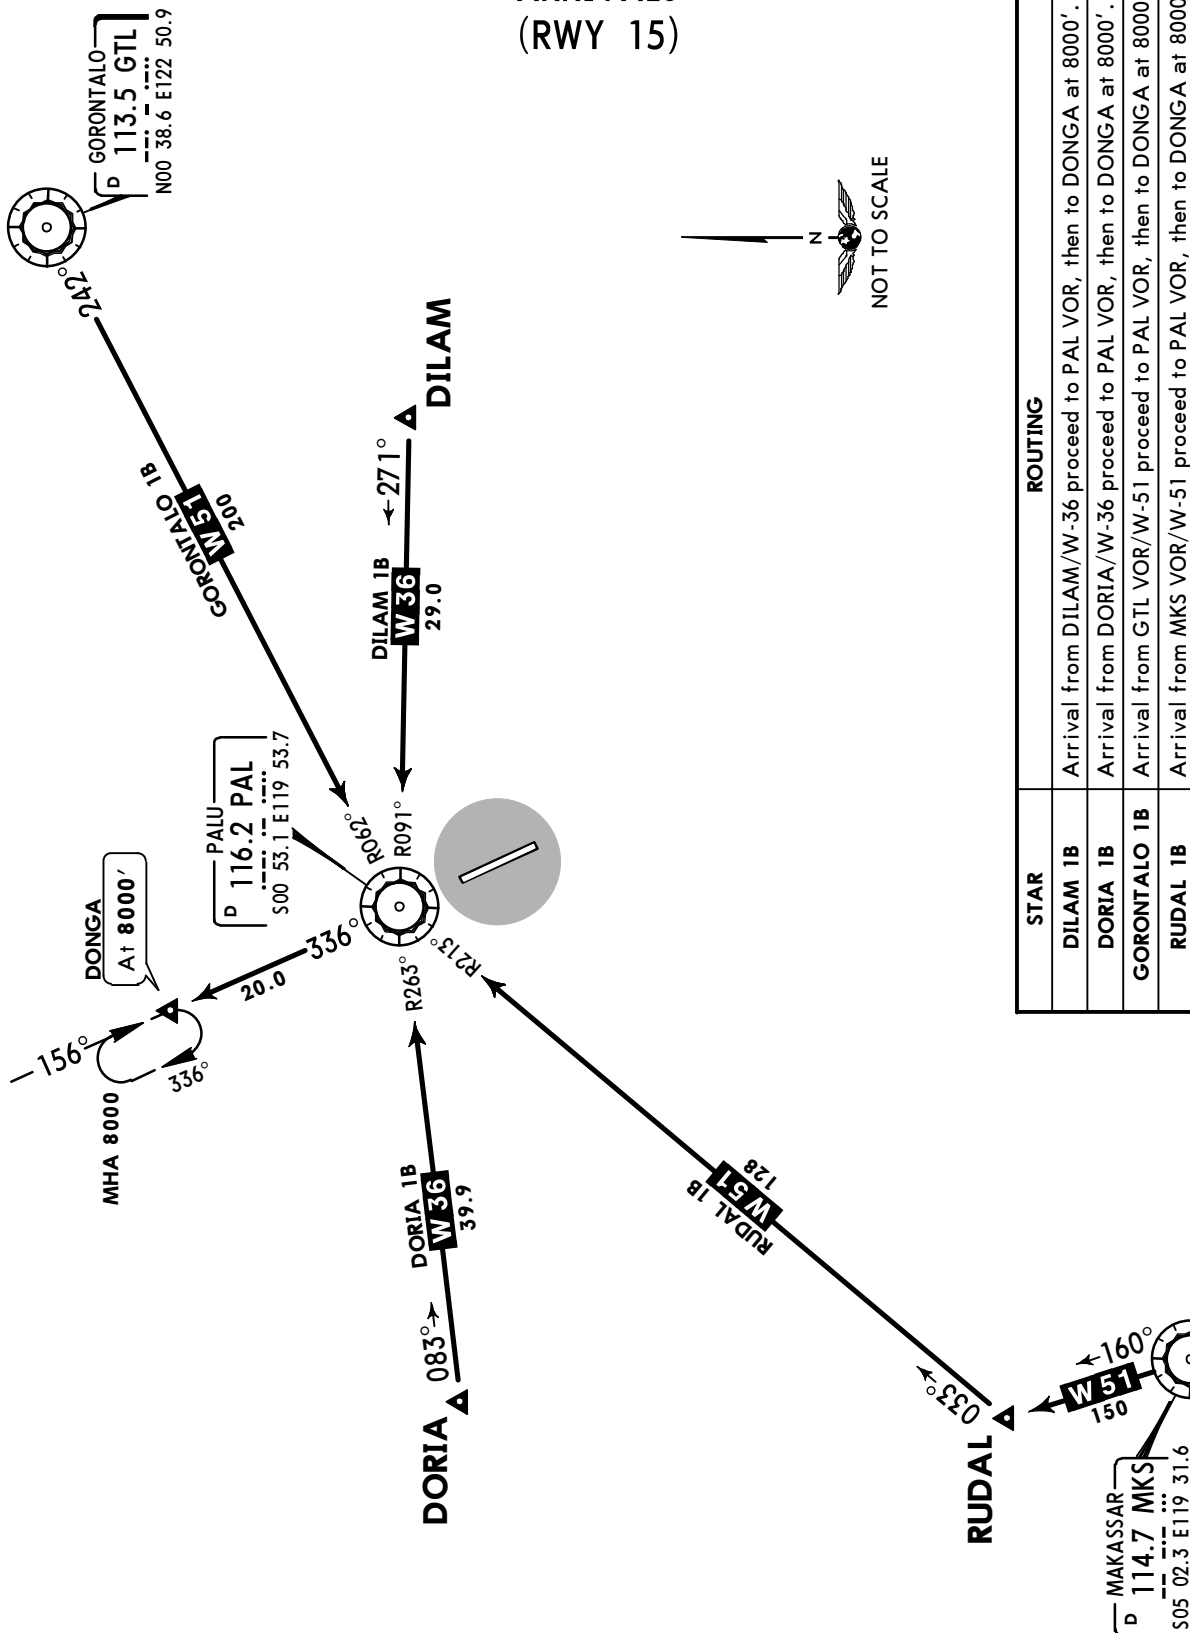 (RWY 15)
GORONTALO
D
113.5 GTL
N00 38.6 E122 50.9
242°
GORONTALO 1B
W 51
200
N
NOT TO SCALE
DILAM
271°
DILAM 1B
W 36
29.0
PALU
D
116.2 PAL
S00 53.1 E119 53.7
R062°
R091°
DONGA
At 8000'
336°
20.0
156°
336°
MHA 8000
R263°
R213°
DORIA 1B
W 36
39.9
083°
DORIA
RUDAL 1B
W 51
128
033°
RUDAL
160°
W 51
150
MAKASSAR
D
114.7 MKS
S05 02.3 E119 31.6
STAR ROUTING
DILAM 1B Arrival from DILAM/W-36 proceed to PAL VOR, then to DONGA at 8000'.
DORIA 1B Arrival from DORIA/W-36 proceed to PAL VOR, then to DONGA at 8000'.
GORONTALO 1B Arrival from GTL VOR/W-51 proceed to PAL VOR, then to DONGA at 8000
RUDAL 1B Arrival from MKS VOR/W-51 proceed to PAL VOR, then to DONGA at 8000